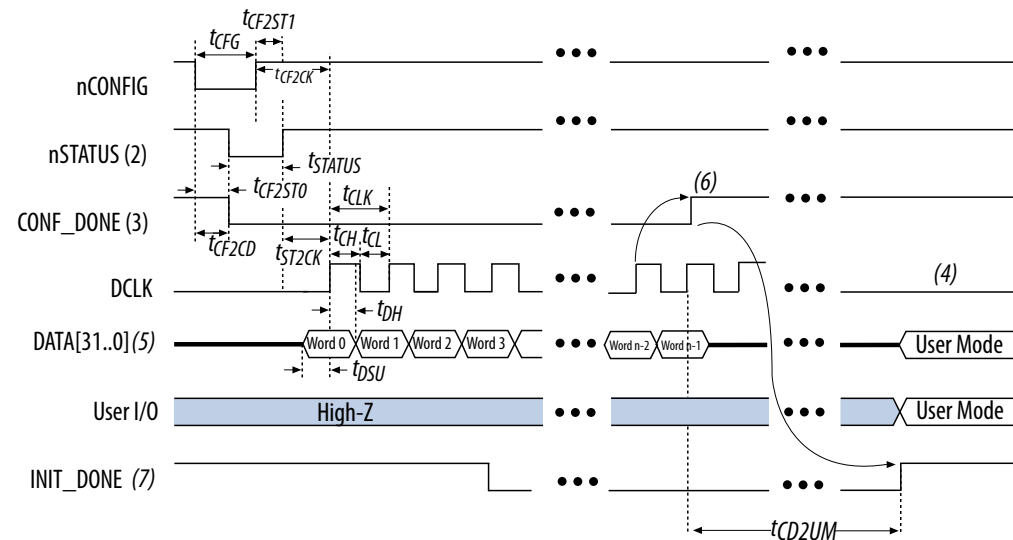 tCF2ST1
tCFG
tCF2CK
nCONFIG
nSTATUS (2)
tSTATUS
tCF2ST0
tCLK
(6)
CONF_DONE (3)
tCF2CD
tST2CK
tCH tCL
DCLK
(4)
tDH
DATA[31..0](5)
Word 0 Word 1 Word 2 Word 3 Word n-2 Word n-1
User Mode
tDSU
User I/O
High-Z
User Mode
INIT_DONE (7)
tCD2UM